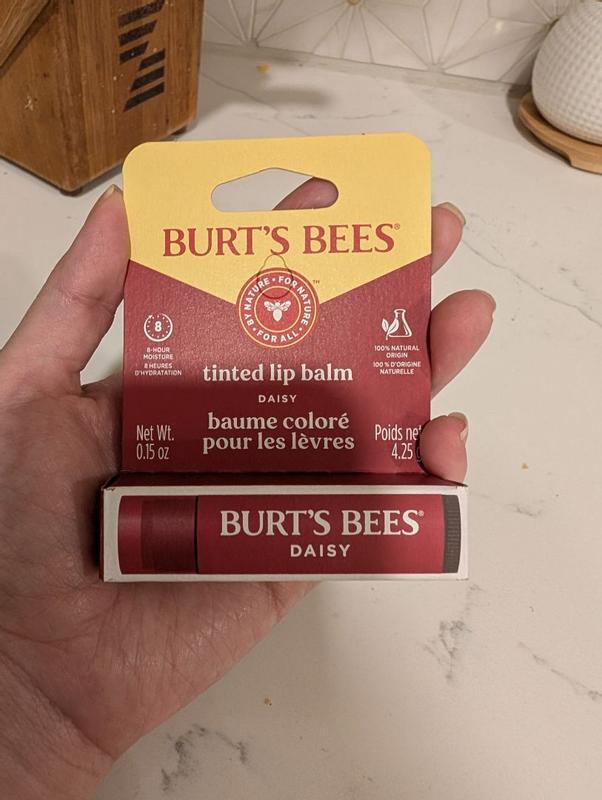 BURT'S BEES®
BY NATURE • FOR NATURE • FOR ALL • ™
8
8-HOUR
MOISTURE
8 HEURES
D'HYDRATATION
100% NATURAL
ORIGIN
100 % D'ORIGINE
NATURELLE
tinted lip balm
DAISY
baume coloré
pour les lèvres
Net Wt.
0.15 oz
Poids net
4.25
BURT'S BEES®
DAISY